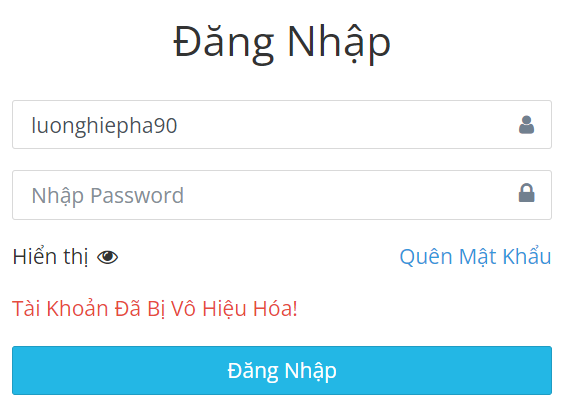 Đăng Nhập
luonghiepha90
Nhập Password
Hiển thị Quên Mật Khẩu
Tài Khoản Đã Bị Vô Hiệu Hóa!
Đăng Nhập